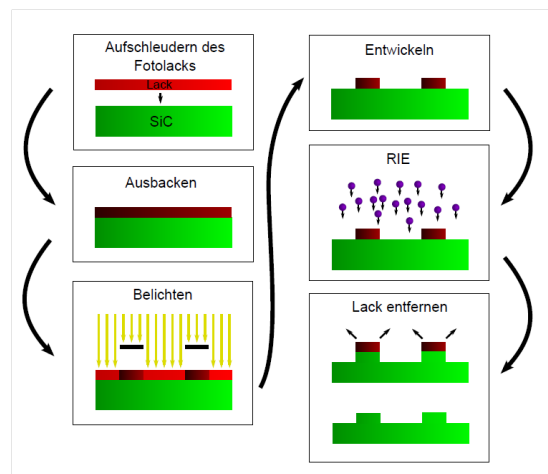 Aufschleudern des
Fotolacks
Lack
SiC
Ausbacken
Belichten
Entwickeln
RIE
Lack entfernen